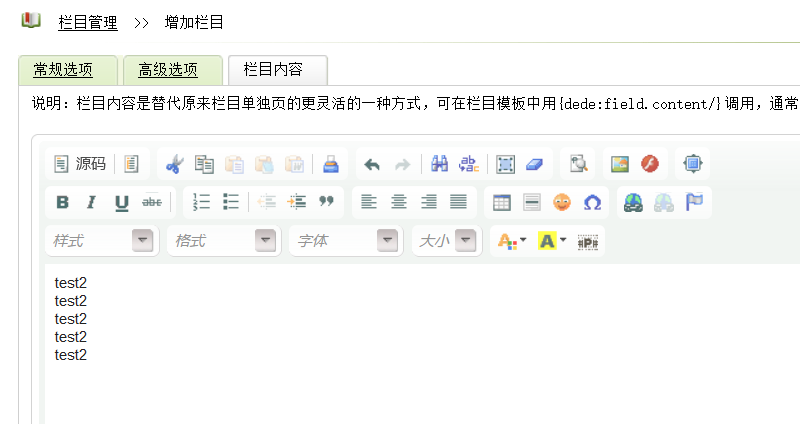 栏目管理 >> 增加栏目
常规选项 高级选项 栏目内容
说明：栏目内容是替代原来栏目单独页的更灵活的一种方式，可在栏目模板中用{dede:field.content/}调用，通常
源码
B I U abc
样式 格式 字体 大小
test2
test2
test2
test2
test2